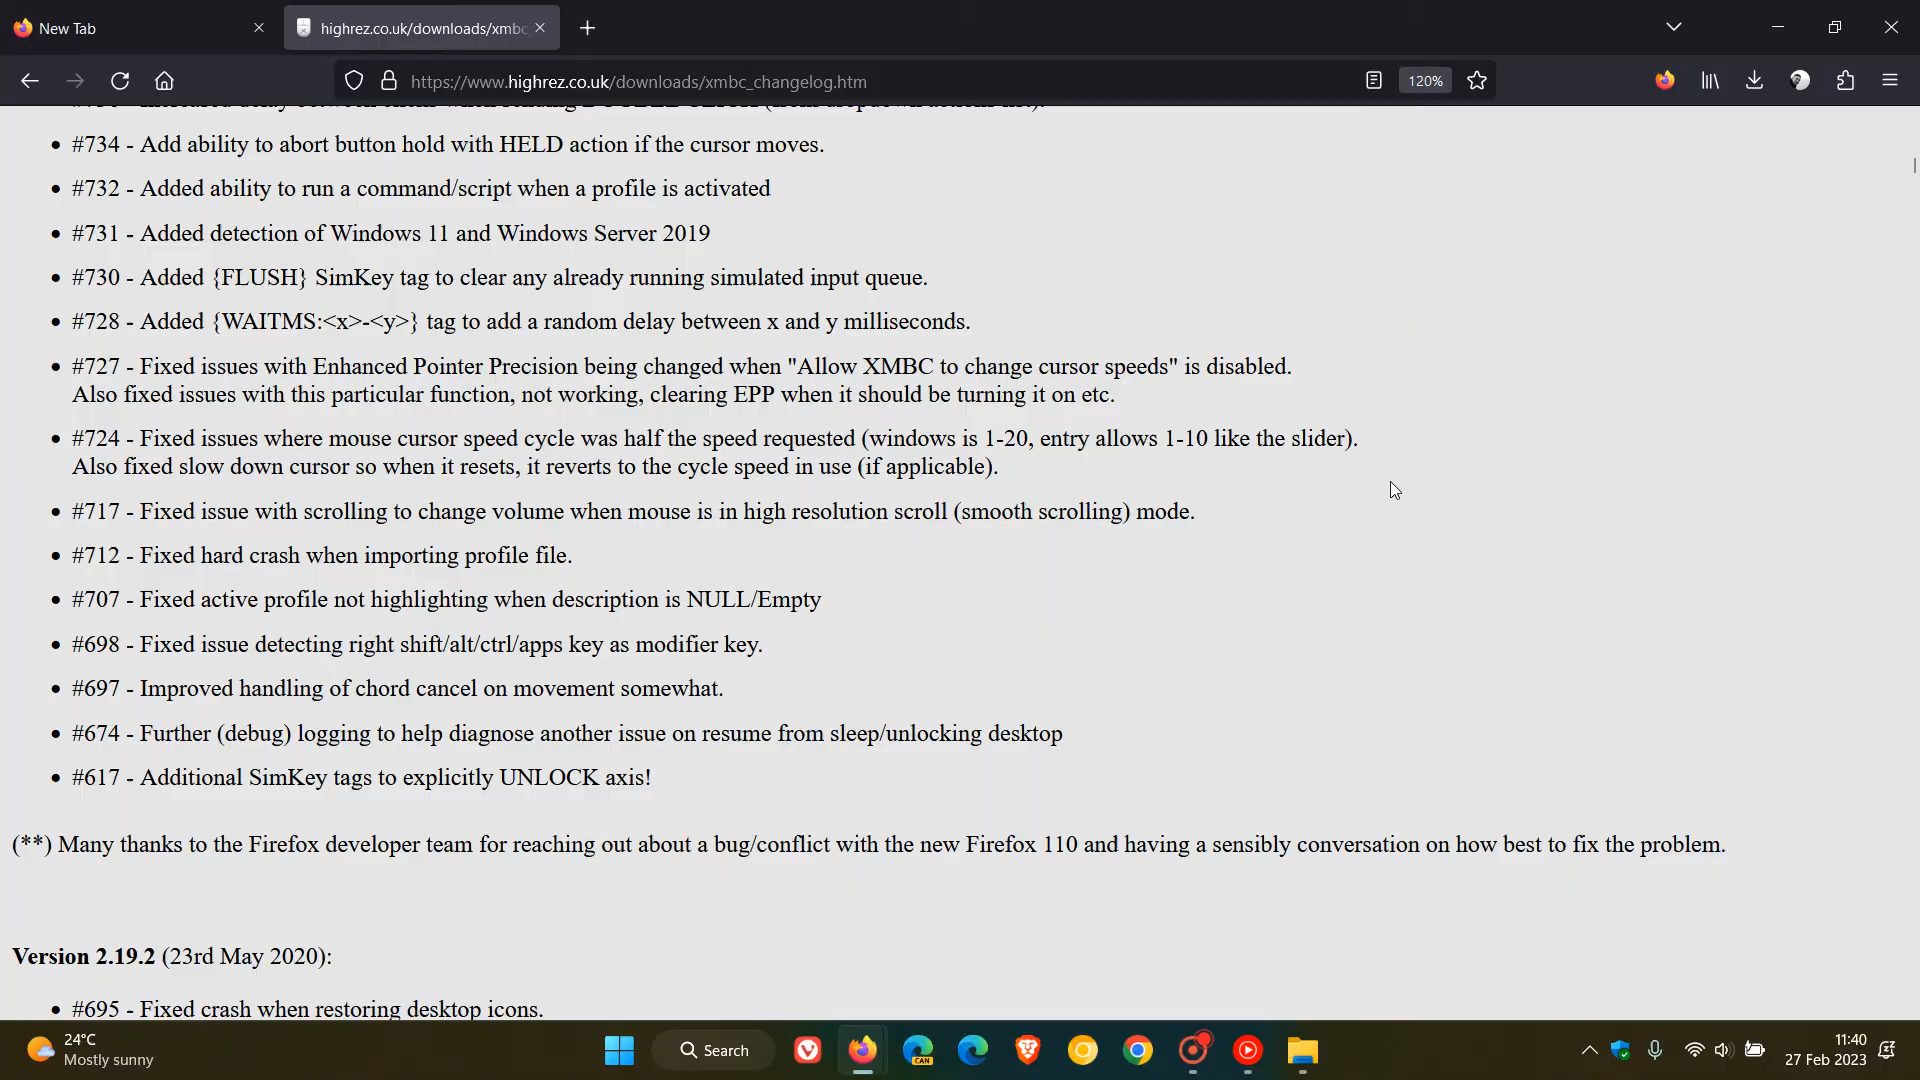 New Tab
highrez.co.uk/downloads/xmbc
https://www.highrez.co.uk/downloads/xmbc_changelog.htm
120%
#734 - Add ability to abort button hold with HELD action if the cursor moves.
#732 - Added ability to run a command/script when a profile is activated
#731 - Added detection of Windows 11 and Windows Server 2019
#730 - Added {FLUSH} SimKey tag to clear any already running simulated input queue.
#728 - Added {WAITMS:<x>-<y>} tag to add a random delay between x and y milliseconds.
#727 - Fixed issues with Enhanced Pointer Precision being changed when "Allow XMBC to change cursor speeds" is disabled.
Also fixed issues with this particular function, not working, clearing EPP when it should be turning it on etc.
#724 - Fixed issues where mouse cursor speed cycle was half the speed requested (windows is 1-20, entry allows 1-10 like the slider).
Also fixed slow down cursor so when it resets, it reverts to the cycle speed in use (if applicable).
#717 - Fixed issue with scrolling to change volume when mouse is in high resolution scroll (smooth scrolling) mode.
#712 - Fixed hard crash when importing profile file.
#707 - Fixed active profile not highlighting when description is NULL/Empty
#698 - Fixed issue detecting right shift/alt/ctrl/apps key as modifier key.
#697 - Improved handling of chord cancel on movement somewhat.
#674 - Further (debug) logging to help diagnose another issue on resume from sleep/unlocking desktop
#617 - Additional SimKey tags to explicitly UNLOCK axis!
(**) Many thanks to the Firefox developer team for reaching out about a bug/conflict with the new Firefox 110 and having a sensibly conversation on how best to fix the problem.
Version 2.19.2 (23rd May 2020):
#695 - Fixed crash when restoring desktop icons.
24°C
Mostly sunny
Search
CAN
11:40
27 Feb 2023